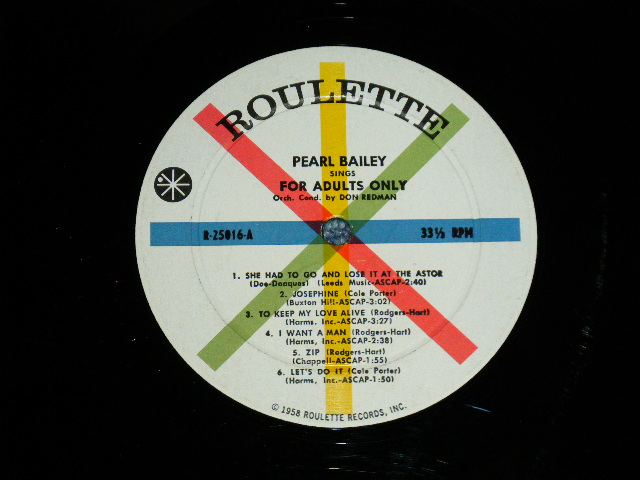 ROULETTE
PEARL BAILEY
SINGS
FOR ADULTS ONLY
Orch. Cond. by DON REDMAN
R-25016-A
33⅓ RPM
1. SHE HAD TO GO AND LOSE IT AT THE ASTOR
(Doe-Doaques) (Leeds Music-ASCAP-2:40)
2. JOSEPHINE (Cole Porter)
(Buxton Hill-ASCAP-3:02)
3. TO KEEP MY LOVE ALIVE (Rodgers-Hart)
(Harms, Inc.-ASCAP-3:27)
4. I WANT A MAN (Rodgers-Hart)
(Harms, Inc.-ASCAP-2:38)
5. ZIP (Rodgers-Hart)
(Chappell-ASCAP-1:55)
6. LET'S DO IT (Cole Porter)
(Harms, Inc.-ASCAP-1:50)
© 1958 ROULETTE RECORDS, INC.